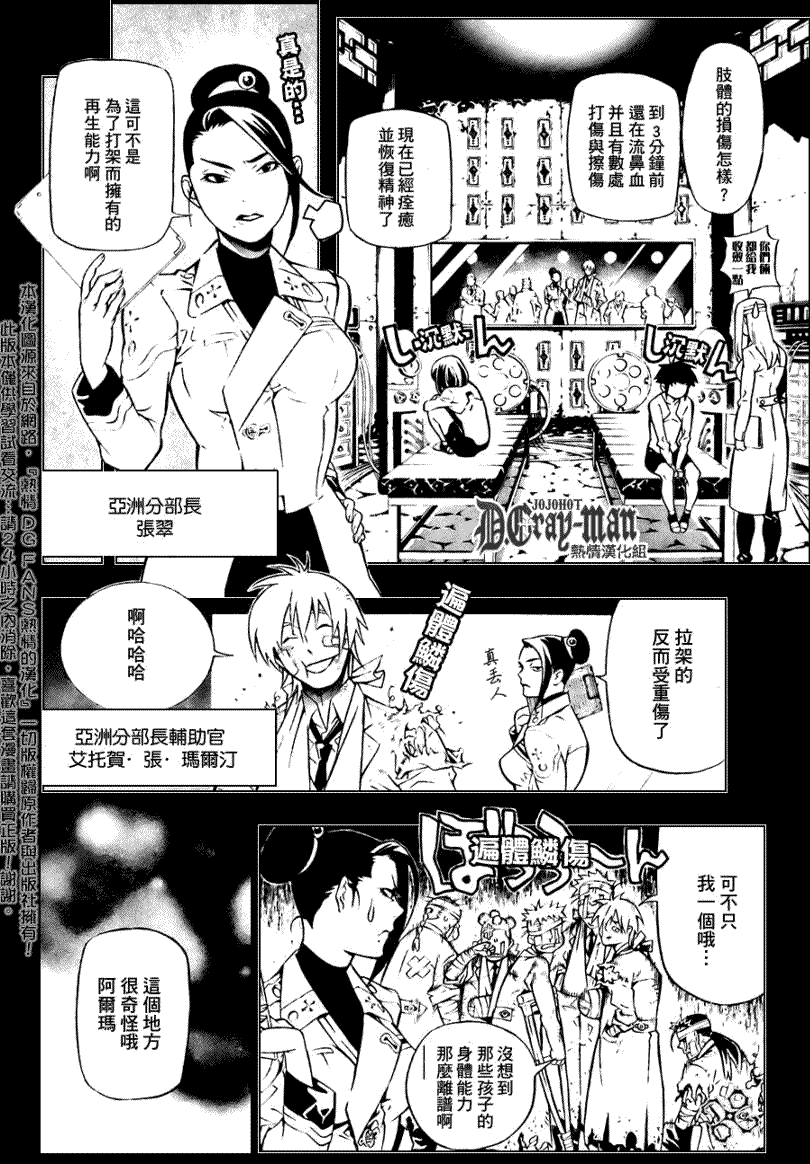 肢體的損傷怎樣？
到3分鐘前
還在流鼻血
并且有數處
打傷與擦傷
現在已經痊癒
並恢復精神了
你們倆
都給我
收斂一點
し沉默ん
し沉默ん
真是的…
這可不是
為了打架而擁有的
再生能力啊
亞洲分部長
張翠
JOJOHOT
D.Gray-man
熱情漢化組
拉架的
反而受重傷了
真丟人
遍體鱗傷
啊
哈
哈
哈
亞洲分部長輔助官
艾托賀·張·瑪爾汀
可不只
我一個哦…
ぼろろ〜ん
遍體鱗傷
沒想到
那些孩子的
身體能力
那麼離譜啊
這個地方
很奇怪哦
阿爾瑪
本漢化圖源來自於網路，『熱情DG FANS熱情的漢化』一切版權歸原作者與出版社擁有！
此版本僅供學習試看交流…請24小時之內消除。喜歡這套漫畫請購買正版！謝謝。